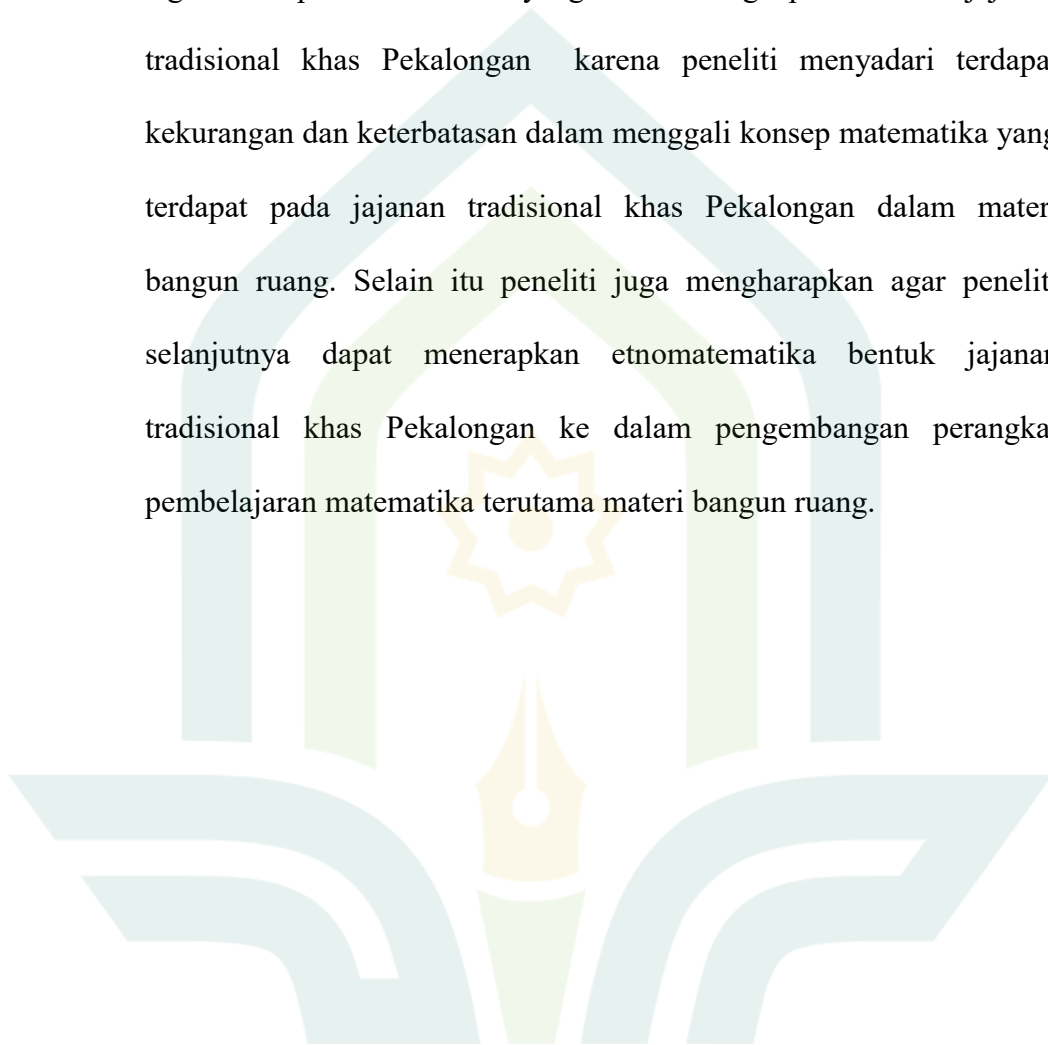 tradisional khas Pekalongan karena peneliti menyadari terdapa
kekurangan dan keterbatasan dalam menggali konsep matematika yang
terdapat pada jajanan tradisional khas Pekalongan dalam mater
bangun ruang. Selain itu peneliti juga mengharapkan agar penelit
selanjutnya dapat menerapkan etnomatematika bentuk jajanan
tradisional khas Pekalongan ke dalam pengembangan perangka
pembelajaran matematika terutama materi bangun ruang.